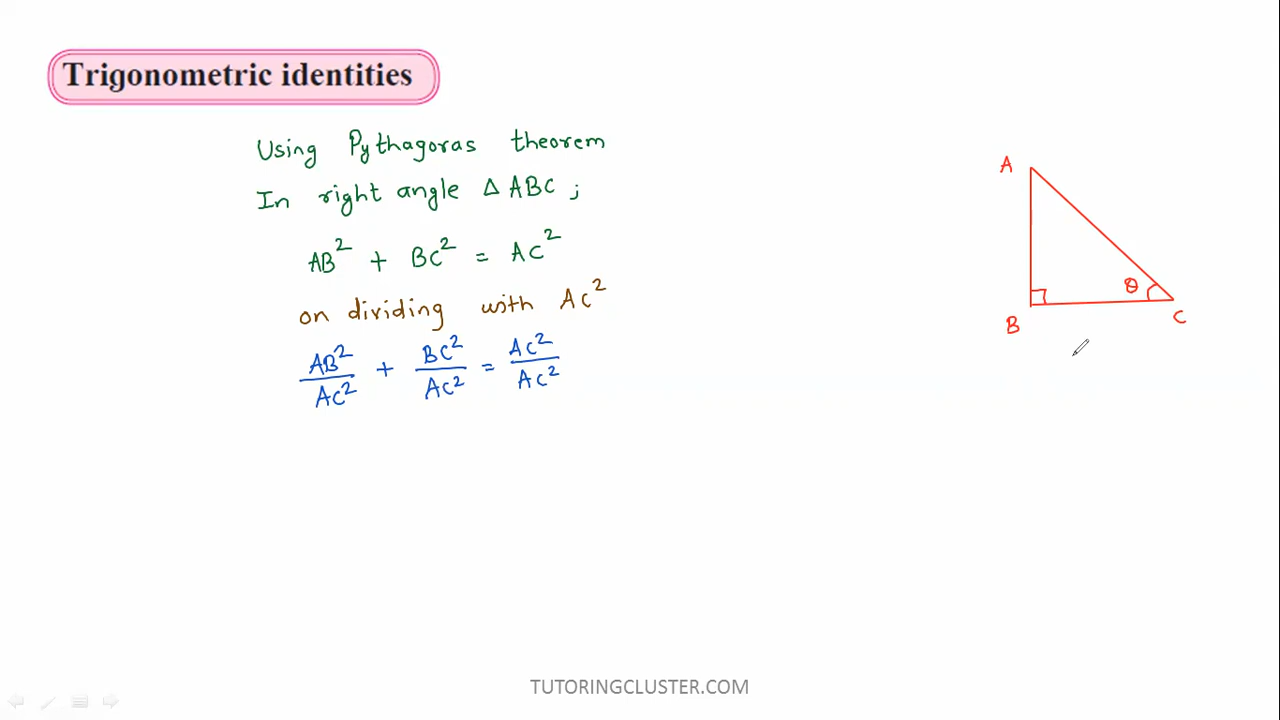 Trigonometric identities
Using Pythagoras theorem
In right angle Δ ABC ;
AB² + BC² = AC²
on dividing with AC²
AB²/AC² + BC²/AC² = AC²/AC²
A
θ
B
C
TUTORINGCLUSTER.COM